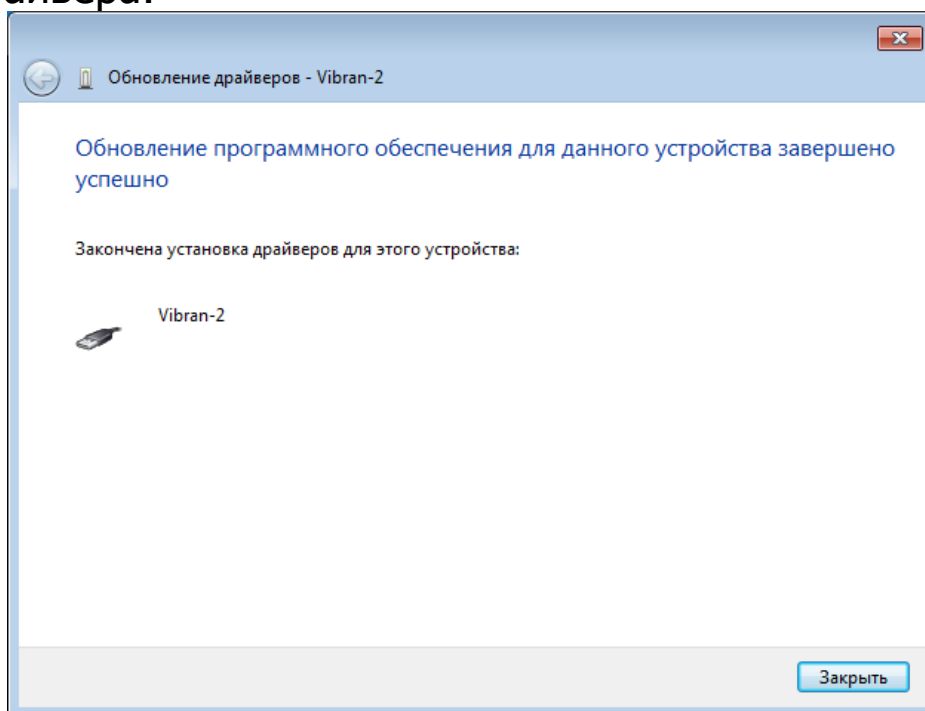 Обновление драйверов - Vibran-2
Обновление программного обеспечения для данного устройства завершено
успешно
Закончена установка драйверов для этого устройства:
Vibran-2
Закрыть